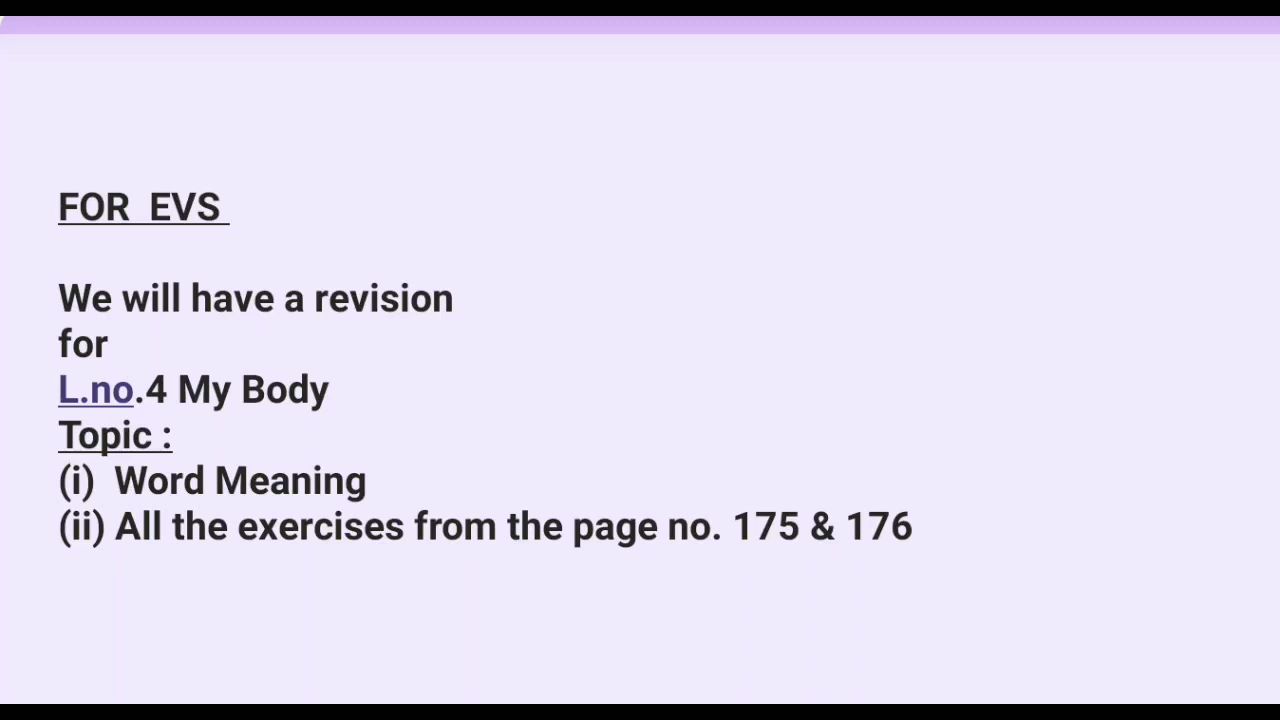 FOR EVS
We will have a revision
for
L.no.4 My Body
Topic :
(i) Word Meaning
(ii) All the exercises from the page no. 175 & 176